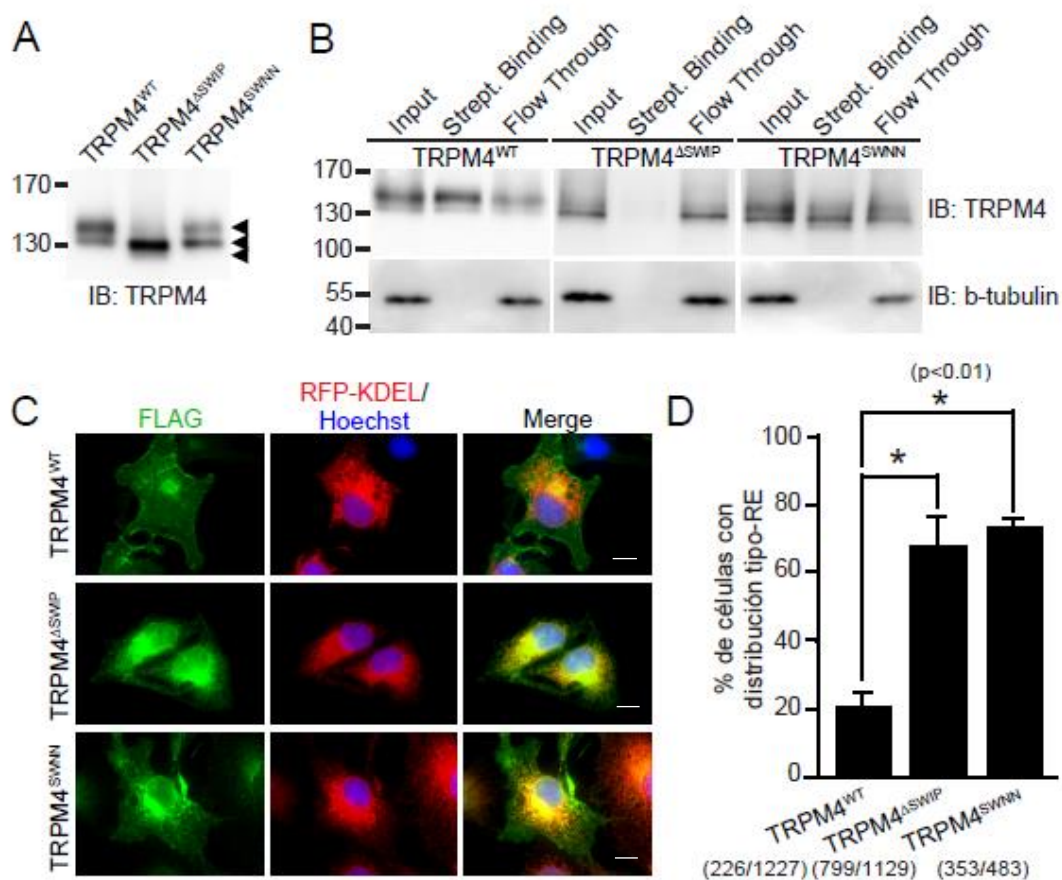 A
TRPM4WT
TRPM4ΔSWIP
TRPM4SWNN
170
130
IB: TRPM4
B
Input
Strept. Binding
Flow Through
Input
Strept. Binding
Flow Through
Input
Strept. Binding
Flow Through
TRPM4WT
TRPM4ΔSWIP
TRPM4SWNN
170
130
100
IB: TRPM4
55
40
IB: b-tubulin
C
FLAG
RFP-KDEL/
Hoechst
Merge
TRPM4WT
TRPM4ΔSWIP
TRPM4SWNN
D
(p<0.01)
*
*
% de células con
distribución tipo-RE
100
80
60
40
20
0
TRPM4WT
TRPM4ΔSWIP
TRPM4SWNN
(226/1227) (799/1129) (353/483)